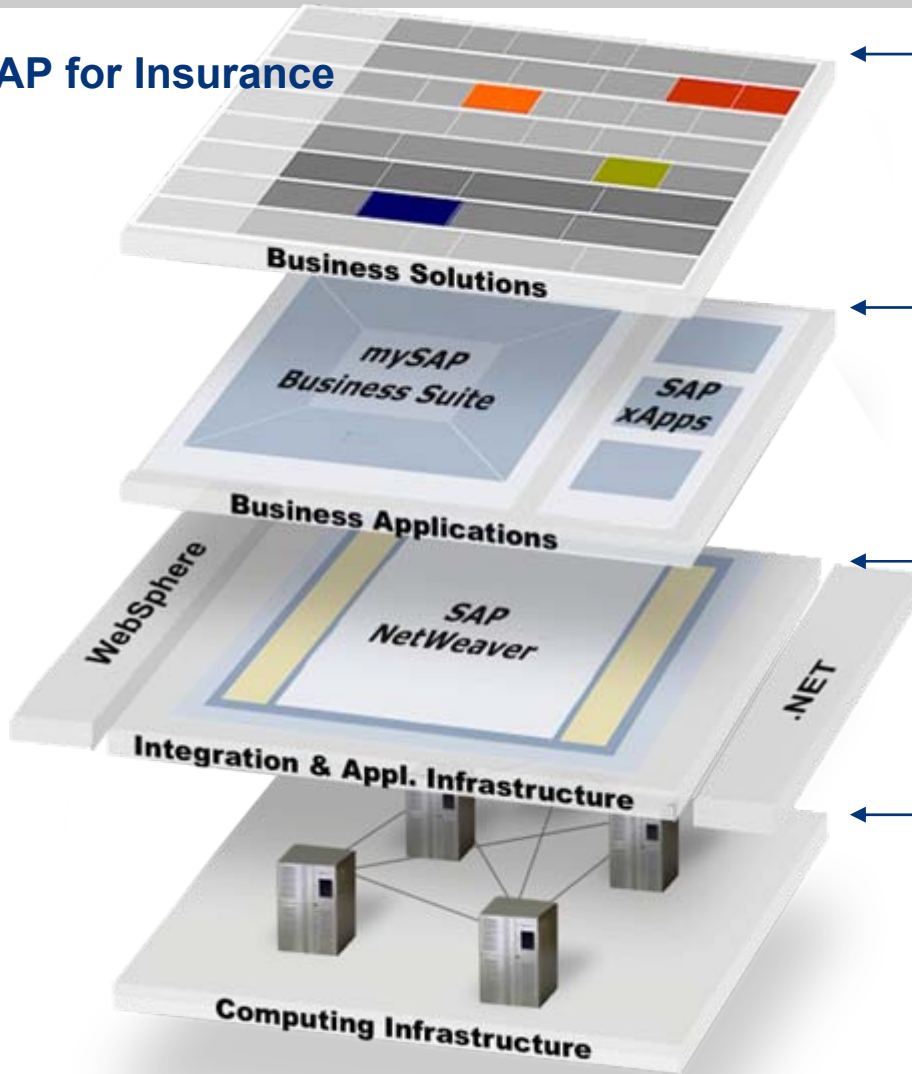 AP for Insurance
Business Solutions
mySAP
Business Suite
SAP
xApps
Business Applications
WebSphere
SAP
NetWeaver
.NET
Integration & Appl. Infrastructure
Computing Infrastructure